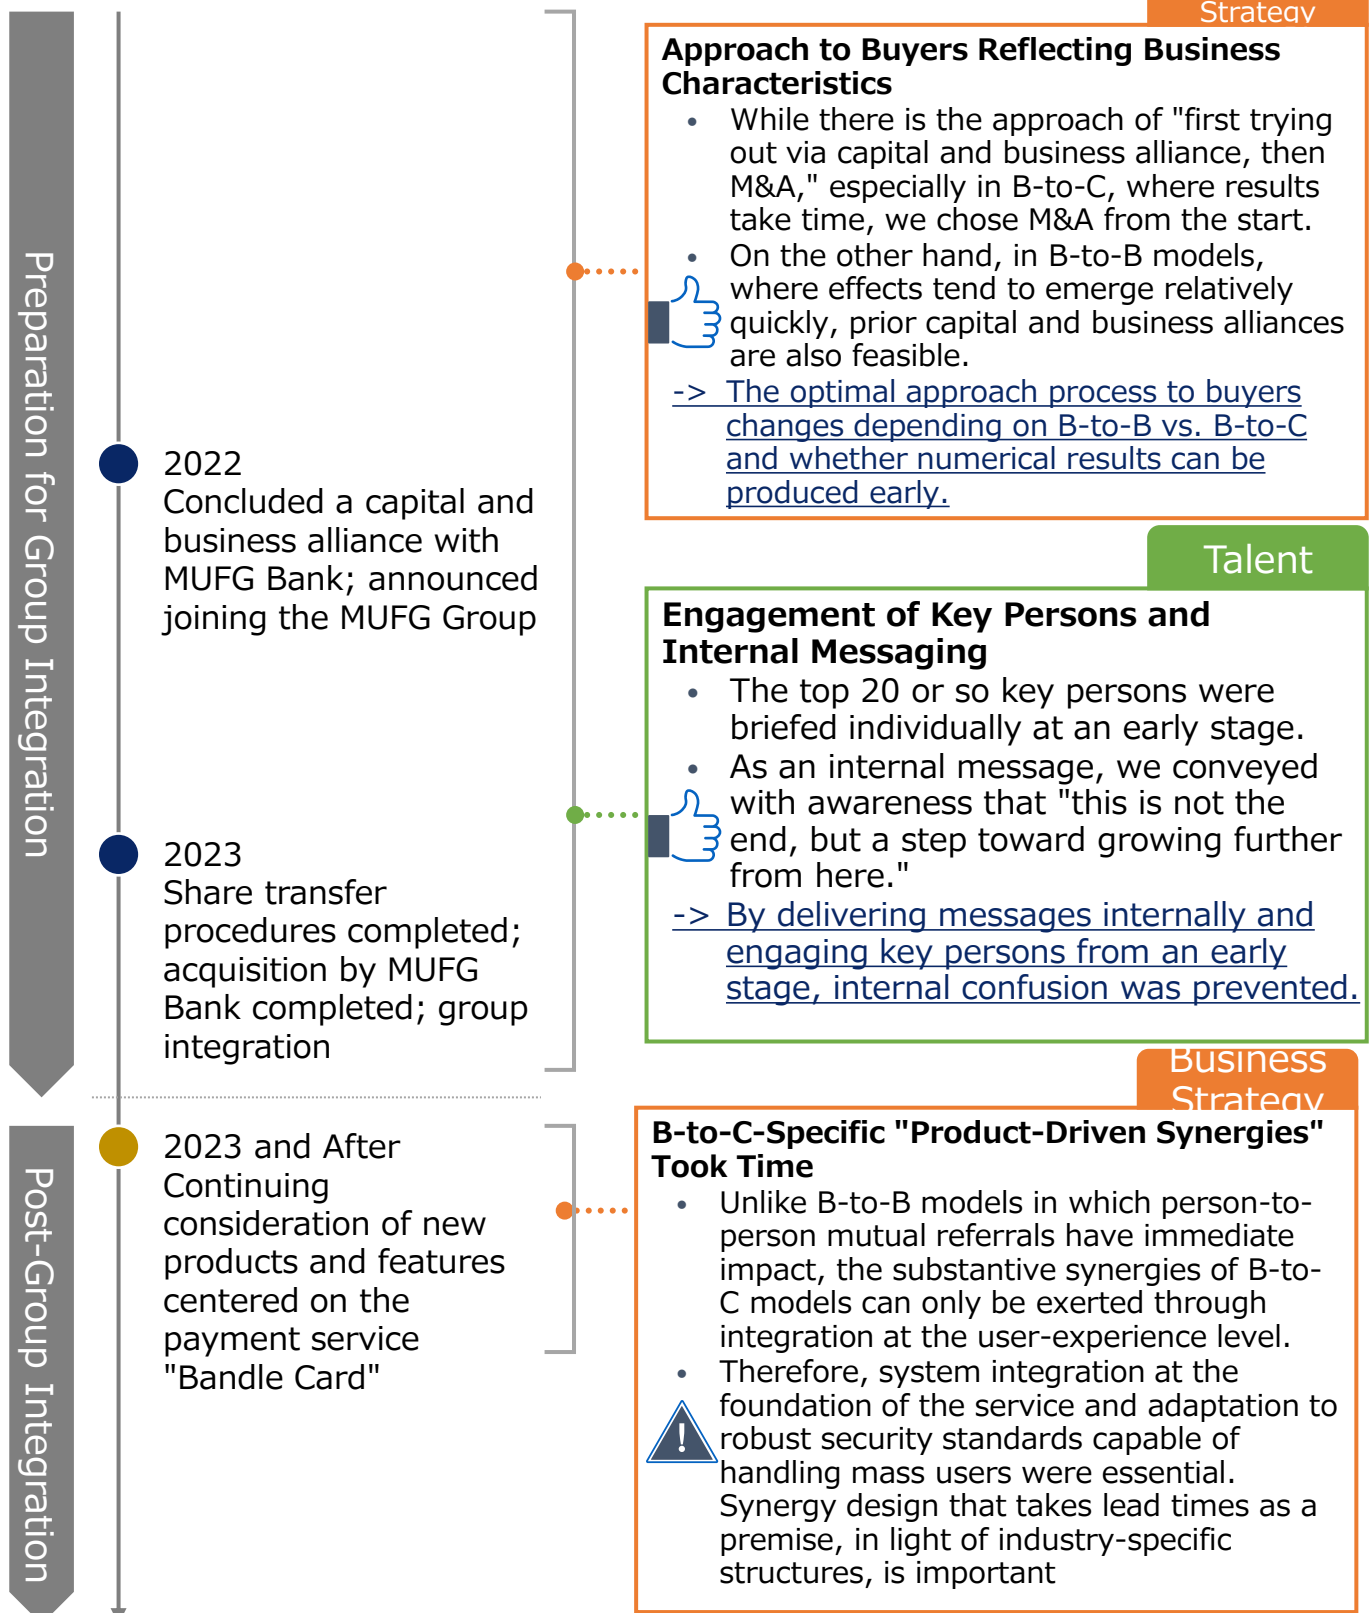 Preparation for Group Integration
2022
Concluded a capital and
business alliance with
MUFG Bank; announced
joining the MUFG Group
2023
Share transfer
procedures completed;
acquisition by MUFG
Bank completed; group
integration
Strategy
Approach to Buyers Reflecting Business
Characteristics
• While there is the approach of "first trying
out via capital and business alliance, then
M&A," especially in B-to-C, where results
take time, we chose M&A from the start.
• On the other hand, in B-to-B models,
where effects tend to emerge relatively
quickly, prior capital and business alliances
are also feasible.
-> The optimal approach process to buyers
changes depending on B-to-B vs. B-to-C
and whether numerical results can be
produced early.
Talent
Engagement of Key Persons and
Internal Messaging
• The top 20 or so key persons were
briefed individually at an early stage.
• As an internal message, we conveyed
with awareness that "this is not the
end, but a step toward growing further
from here."
-> By delivering messages internally and
engaging key persons from an early
stage, internal confusion was prevented.
Post-Group Integration
2023 and After
Continuing
consideration of new
products and features
centered on the
payment service
"Bandle Card"
Business
Strategy
B-to-C-Specific "Product-Driven Synergies"
Took Time
• Unlike B-to-B models in which person-to-
person mutual referrals have immediate
impact, the substantive synergies of B-to-
C models can only be exerted through
integration at the user-experience level.
• Therefore, system integration at the
foundation of the service and adaptation to
robust security standards capable of
handling mass users were essential.
Synergy design that takes lead times as a
premise, in light of industry-specific
structures, is important